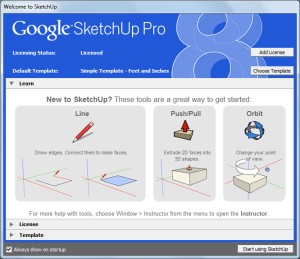 Welcome to SketchUp
Google SketchUp Pro 8
Licensing Status: Licensed
Add License
Default Template: Simple Template - Feet and Inches
Choose Template
Learn
New to SketchUp? These tools are a great way to get started:
Line
Draw edges. Connect them to make faces.
Push/Pull
Extrude 2D faces into
3D shapes.
Orbit
Change your point
of view.
For more help with tools, choose Window > Instructor from the menu to open the Instructor.
License
Template
Always show on startup
Start using SketchUp